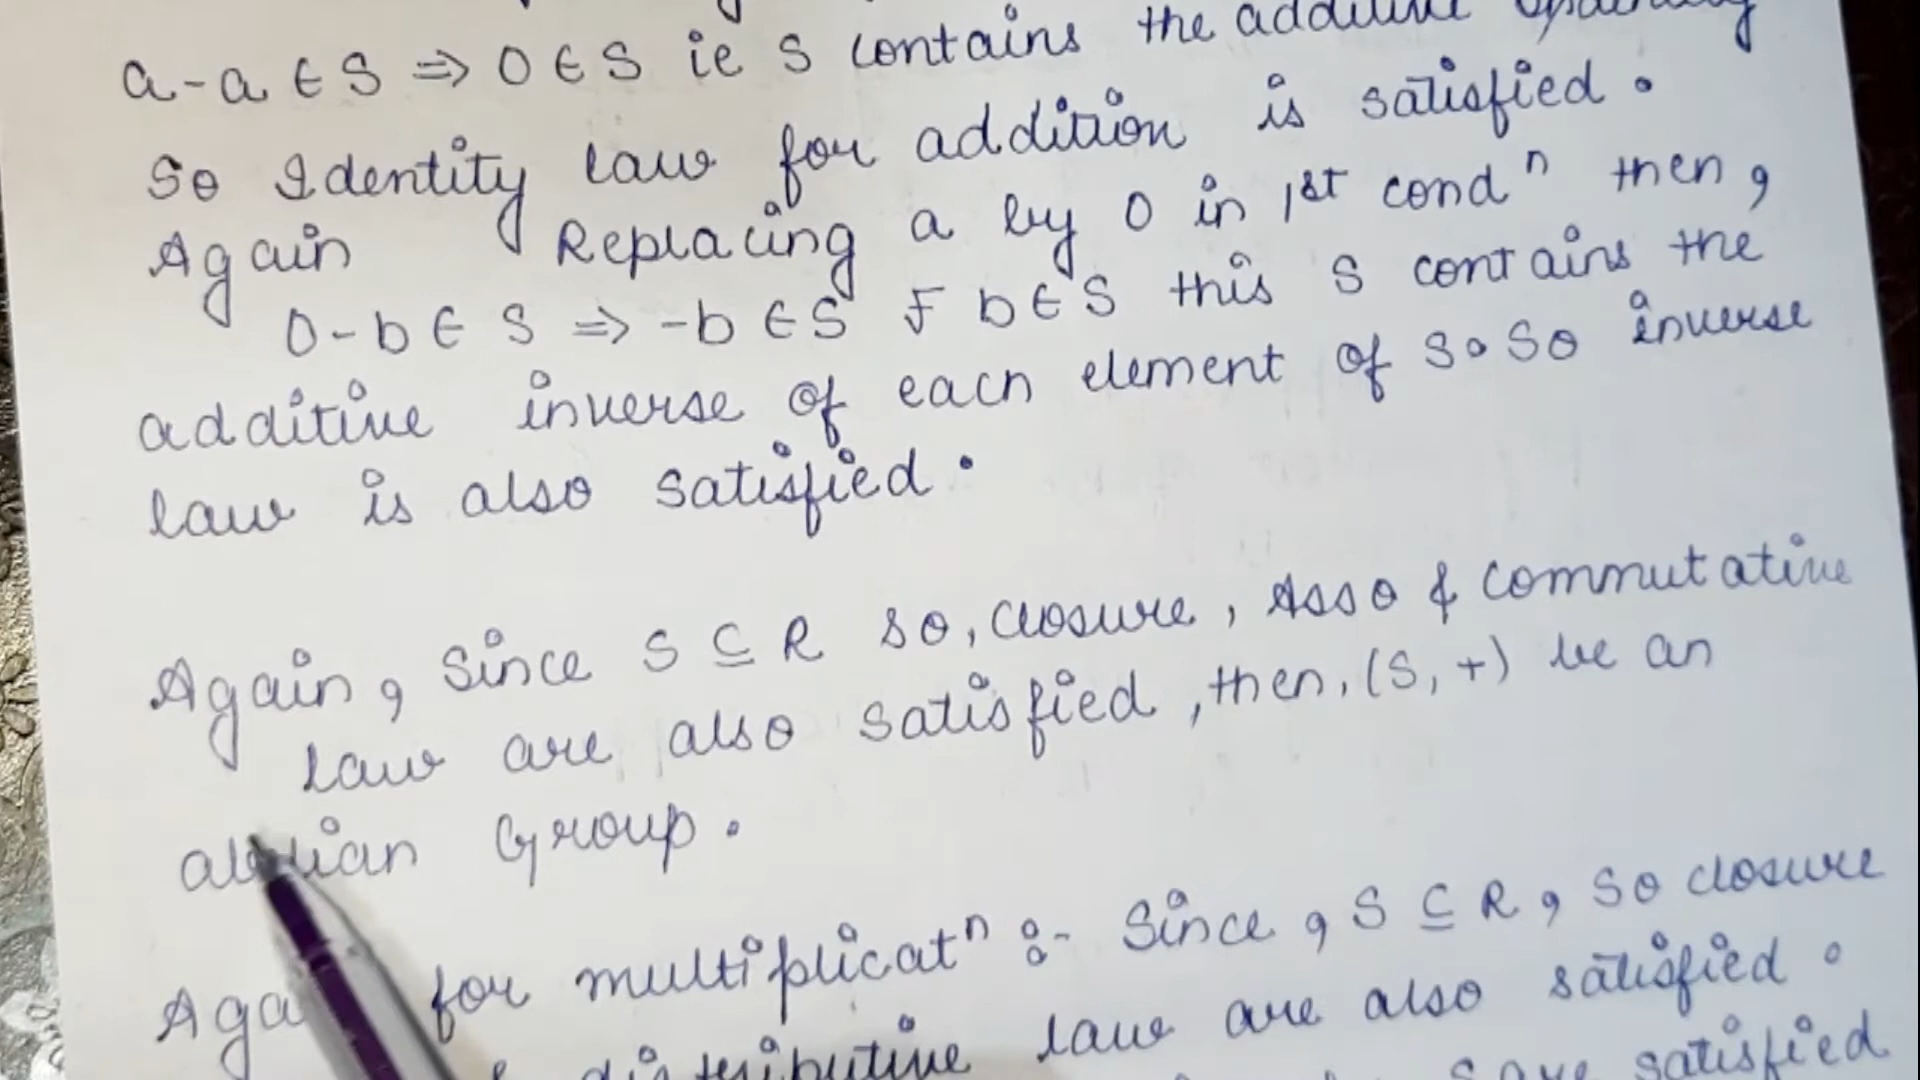 a-a ∈ S ⇒ 0 ∈ S ie S contains the additive
So Identity law for addition is satisfied.
Again Replacing a by 0 in 1st condⁿ then,
0-b ∈ S ⇒ -b ∈ S ∀ b ∈ S this S contains the
additive inverse of each element of S. So inverse
law is also satisfied.
Again, Since S ⊆ R so, closure, Asso & commutative
law are also satisfied, then, (S, +) be an
abelian Group.
for multiplicatⁿ :- Since, S ⊆ R, So closure
distributive law are also satisfied.
satisfied